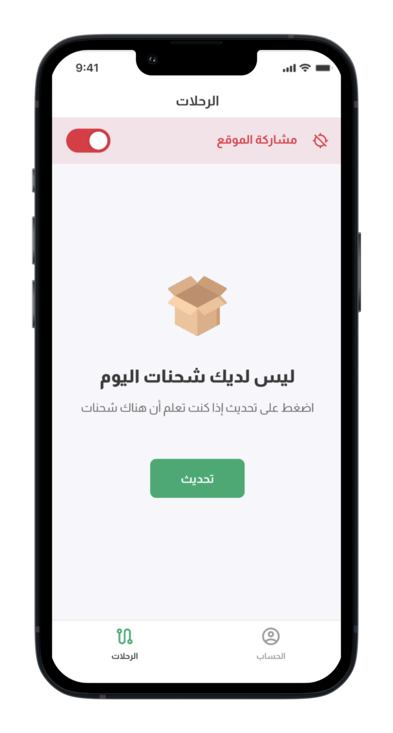 9:41
الرحلات
مشاركة الموقع
ليس لديك شحنات اليوم
اضغط على تحديث إذا كنت تعلم أن هناك شحنات
تحديث
الحساب
الرحلات